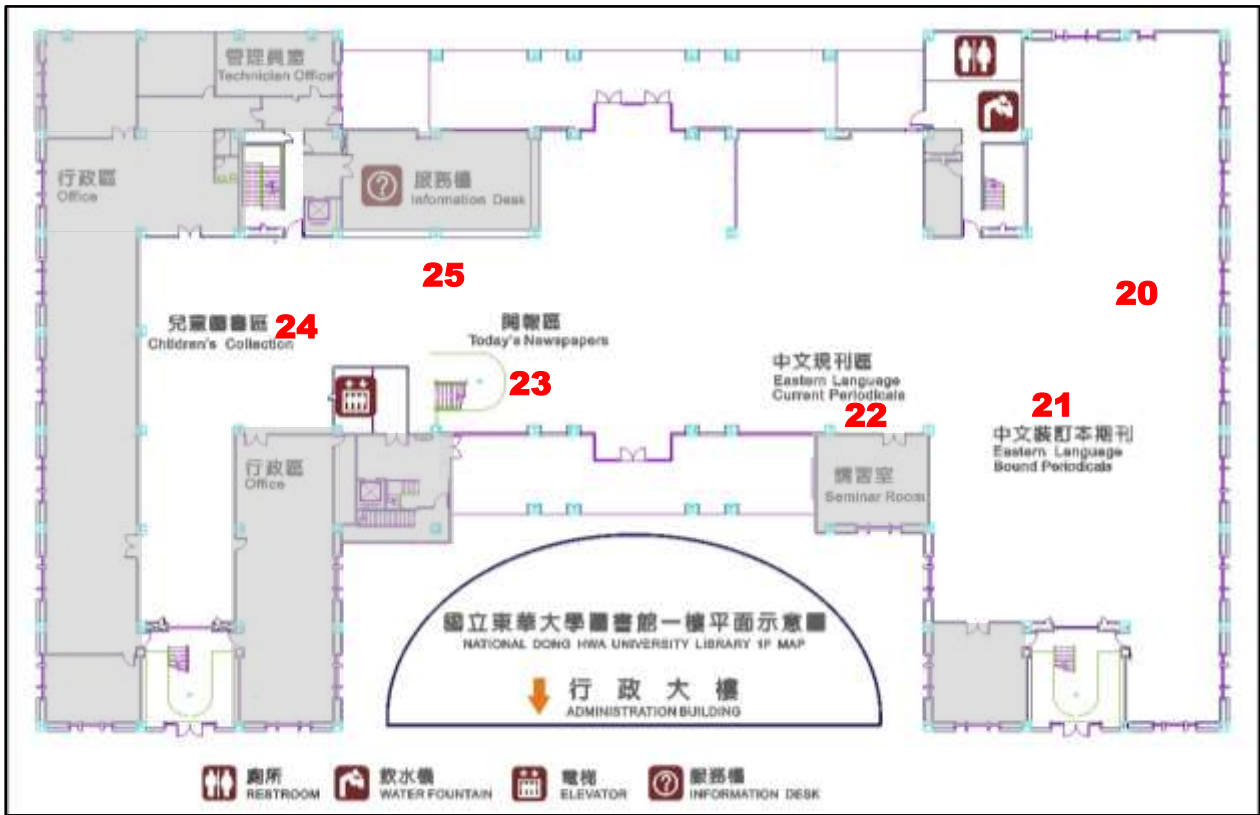 管理員室
Technician Office
行政區
Office
服務檯
Information Desk
25
20
兒童圖書區
24
Children's Collection
閱報區
Today's Newspapers
23
中文現刊區
Eastern Language
Current Periodicals
22
21
中文裝訂本期刊
Eastern Language
Bound Periodicals
行政區
Office
講習室
Seminar Room
國立東華大學圖書館一樓平面示意圖
NATIONAL DONG HWA UNIVERSITY LIBRARY 1F MAP
行政大樓
ADMINISTRATION BUILDING
廁所
RESTROOM
飲水機
WATER FOUNTAIN
電梯
ELEVATOR
服務檯
INFORMATION DESK